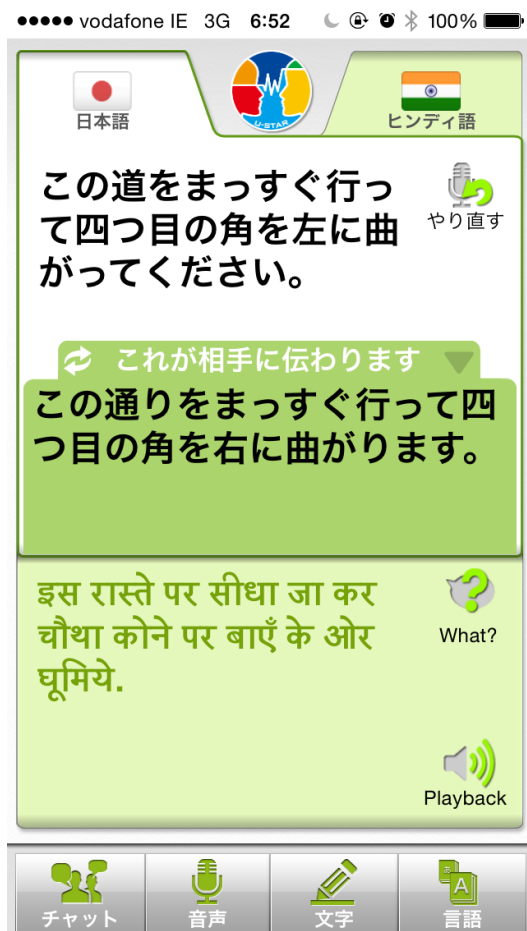 vodafone IE 3G 6:52 100%
日本語
U-STAR
ヒンディ語
この道をまっすぐ行っ
て四つ目の角を左に曲
がってください。
やり直す
これが相手に伝わります
この通りをまっすぐ行って四
つ目の角を右に曲がります。
इस रास्ते पर सीधा जा कर
चौथा कोने पर बाएँ के ओर
घूमिये.
What?
Playback
チャット
音声
文字
言語